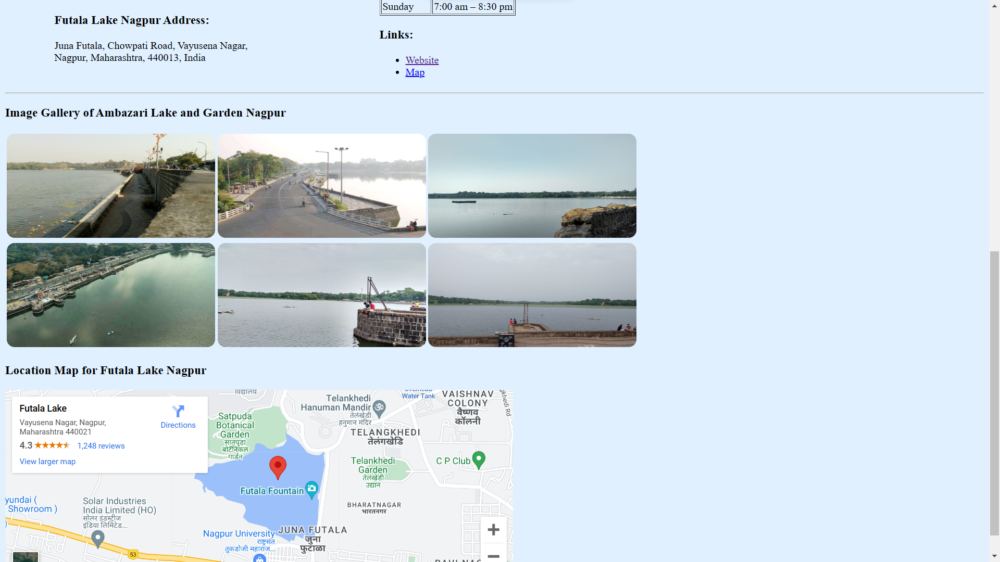 Sunday 7:00 am – 8:30 pm
Futala Lake Nagpur Address:
Juna Futala, Chowpati Road, Vayusena Nagar,
Nagpur, Maharashtra, 440013, India
Links:
Website
Map
Image Gallery of Ambazari Lake and Garden Nagpur
Location Map for Futala Lake Nagpur
Futala Lake
Vayusena Nagar, Nagpur,
Maharashtra 440021
4.3 1,248 reviews
View larger map
Directions
विद्यालय
Telankhedi
Hanuman Mandir
तेलंखेडी
हनुमान मंदिर
Overhead
Water Tank
VAISHNAV
COLONY
वैष्णव
कॉलनी
Satpuda
Botanical
Garden
सातपुडा
बोटॅनिकल
गार्डन
TELANGKHEDI
तेलंगखेडि
Telankhedi
Garden
तेलंखेडी
उद्यान
C P Club
Futala Fountain
BHARATNAGAR
भारतनगर
yundai (
Showroom )
)
Solar Industries
India Limited (HO)
सोलर इंडस्ट्रीज
इंडिया लिमिटे...
53
Nagpur University
राष्ट्रसंत
तुकडोजी महाराज...
JUNA FUTALA
जुना
फुटाळा
+
−